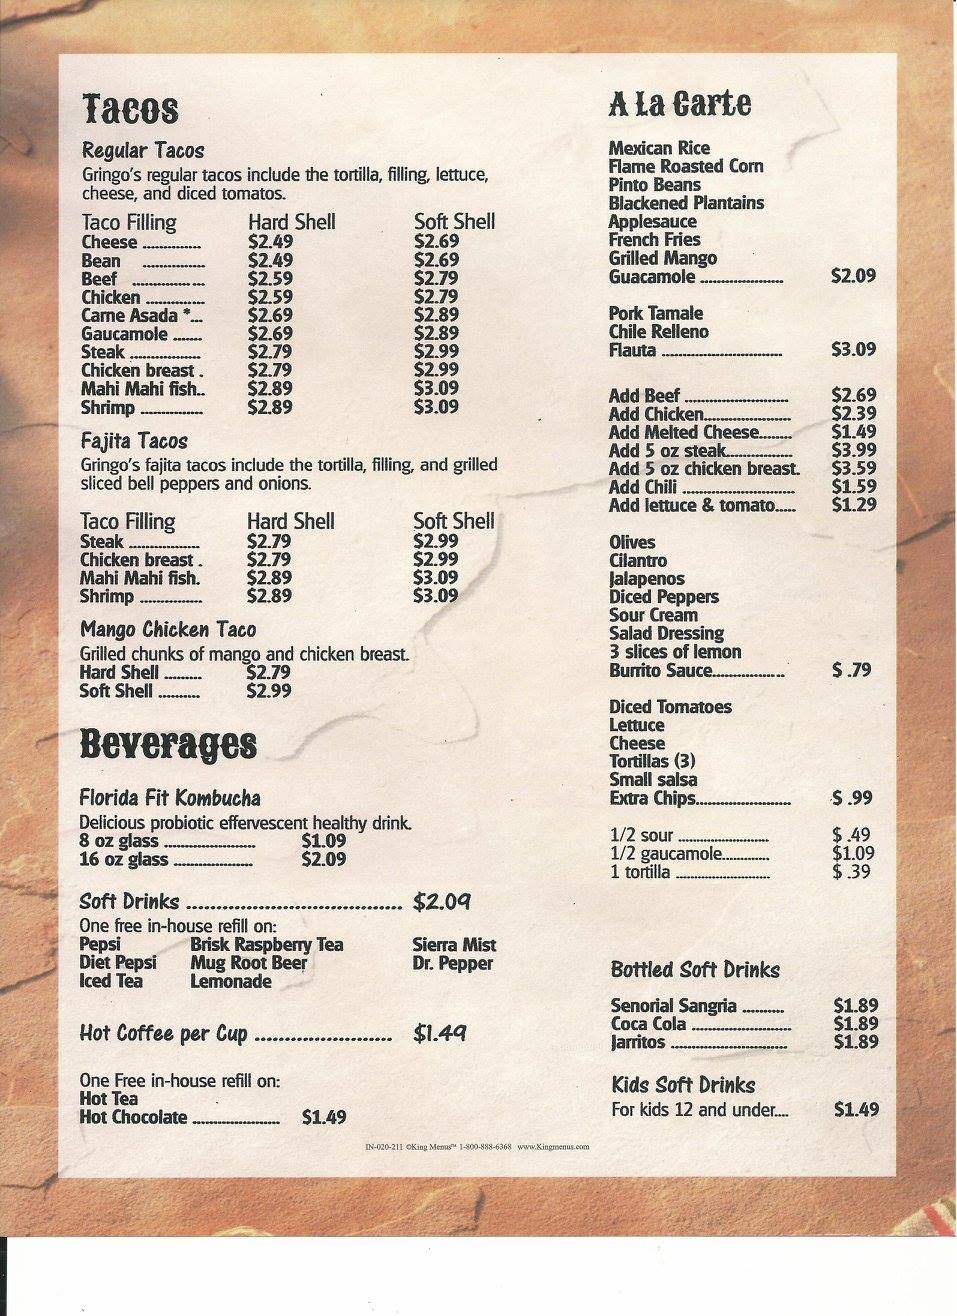 Tacos
Regular Tacos
Gringo's regular tacos include the tortilla, filling, lettuce,
cheese, and diced tomatos.
Taco Filling Hard Shell Soft Shell
Cheese .............. $2.49 $2.69
Bean ............... $2.49 $2.69
Beef ................. $2.59 $2.79
Chicken ............. $2.59 $2.79
Carne Asada *... $2.69 $2.89
Gaucamole ....... $2.69 $2.89
Steak ................. $2.79 $2.99
Chicken breast . $2.79 $2.99
Mahi Mahi fish.. $2.89 $3.09
Shrimp .............. $2.89 $3.09
Fajita Tacos
Gringo's fajita tacos include the tortilla, filling, and grilled
sliced bell peppers and onions.
Taco Filling Hard Shell Soft Shell
Steak ................. $2.79 $2.99
Chicken breast . $2.79 $2.99
Mahi Mahi fish. $2.89 $3.09
Shrimp ............... $2.89 $3.09
Mango Chicken Taco
Grilled chunks of mango and chicken breast.
Hard Shell ......... $2.79
Soft Shell .......... $2.99
Beverages
Florida Fit Kombucha
Delicious probiotic effervescent healthy drink.
8 oz glass ...................... $1.09
16 oz glass ................... $2.09
Soft Drinks .................................. $2.09
One free in-house refill on:
Pepsi Brisk Raspberry Tea Sierra Mist
Diet Pepsi Mug Root Beer Dr. Pepper
Iced Tea Lemonade
Hot Coffee per Cup ...................... $1.49
One Free in-house refill on:
Hot Tea
Hot Chocolate ..................... $1.49
A La Carte
Mexican Rice
Flame Roasted Corn
Pinto Beans
Blackened Plantains
Applesauce
French Fries
Grilled Mango
Guacamole .................... $2.09
Pork Tamale
Chile Relleno
Flauta ............................. $3.09
Add Beef ......................... $2.69
Add Chicken..................... $2.39
Add Melted Cheese........ $1.49
Add 5 oz steak................ $3.99
Add 5 oz chicken breast. $3.59
Add Chili ........................... $1.59
Add lettuce & tomato..... $1.29
Olives
Cilantro
Jalapenos
Diced Peppers
Sour Cream
Salad Dressing
3 slices of lemon
Burrito Sauce.................. $ .79
Diced Tomatoes
Lettuce
Cheese
Tortillas (3)
Small salsa
Extra Chips....................... $ .99
1/2 sour ...................... $ .49
1/2 gaucamole............ $1.09
1 tortilla ....................... $ .39
Bottled Soft Drinks
Senorial Sangria .......... $1.89
Coca Cola ........................ $1.89
Jarritos ............................ $1.89
Kids Soft Drinks
For kids 12 and under.... $1.49
IN-020-211 ©King Menus™ 1-800-888-6368 www.Kingmenus.com